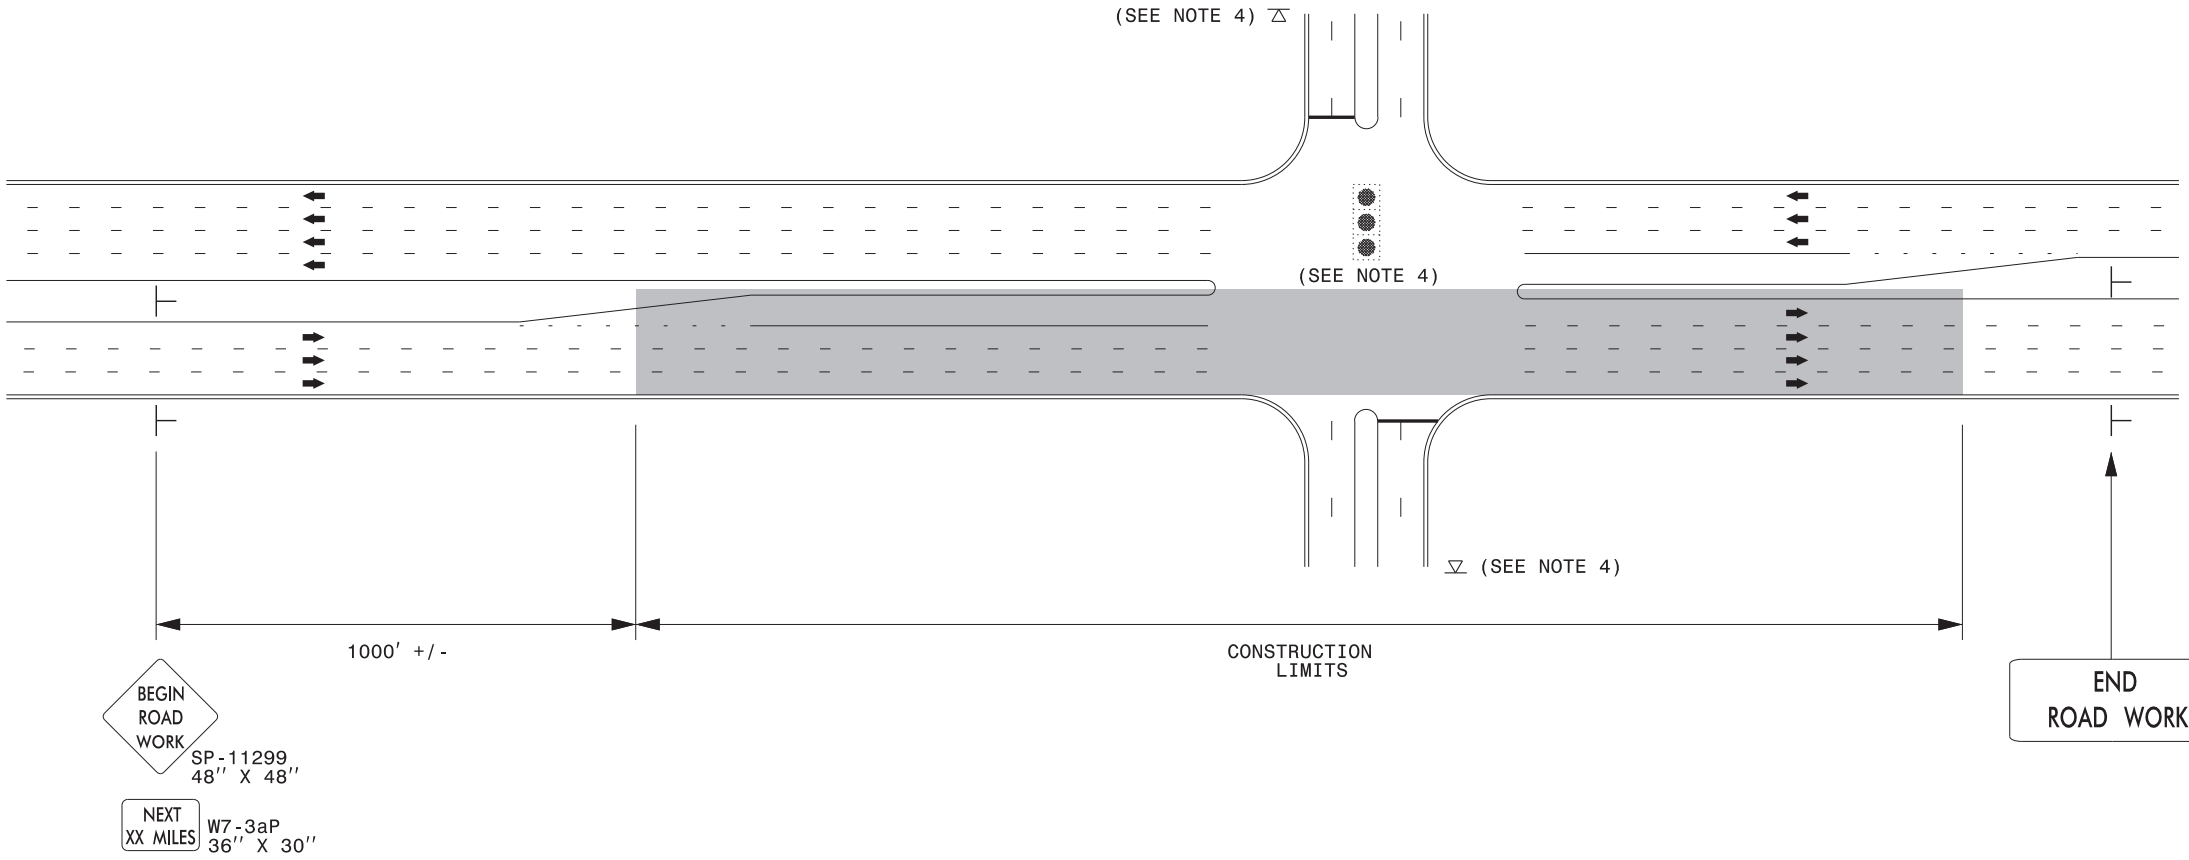 (SEE NOTE 4)
(SEE NOTE 4)
(SEE NOTE 4)
1000' +/-
CONSTRUCTION
LIMITS
BEGIN
ROAD
WORK
SP-11299
48'' X 48''
NEXT
XX MILES
W7-3aP
36'' X 30''
END
ROAD WORK